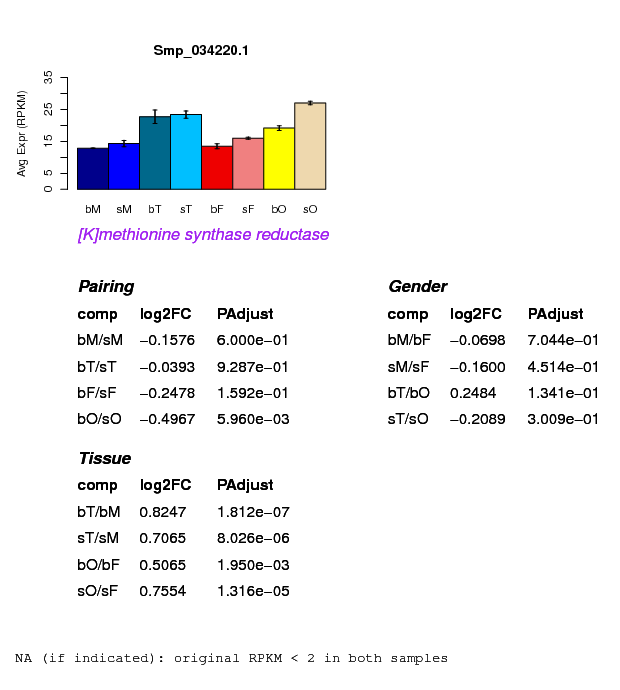 Smp_034220.1
Avg Expr (RPKM)
35
25
15
5
0
bM sM bT sT bF sF bO sO
[K]methionine synthase reductase
Pairing
comp log2FC PAdjust
bM/sM −0.1576 6.000e−01
bT/sT −0.0393 9.287e−01
bF/sF −0.2478 1.592e−01
bO/sO −0.4967 5.960e−03
Gender
comp log2FC PAdjust
bM/bF −0.0698 7.044e−01
sM/sF −0.1600 4.514e−01
bT/bO 0.2484 1.341e−01
sT/sO −0.2089 3.009e−01
Tissue
comp log2FC PAdjust
bT/bM 0.8247 1.812e−07
sT/sM 0.7065 8.026e−06
bO/bF 0.5065 1.950e−03
sO/sF 0.7554 1.316e−05
NA (if indicated): original RPKM < 2 in both samples